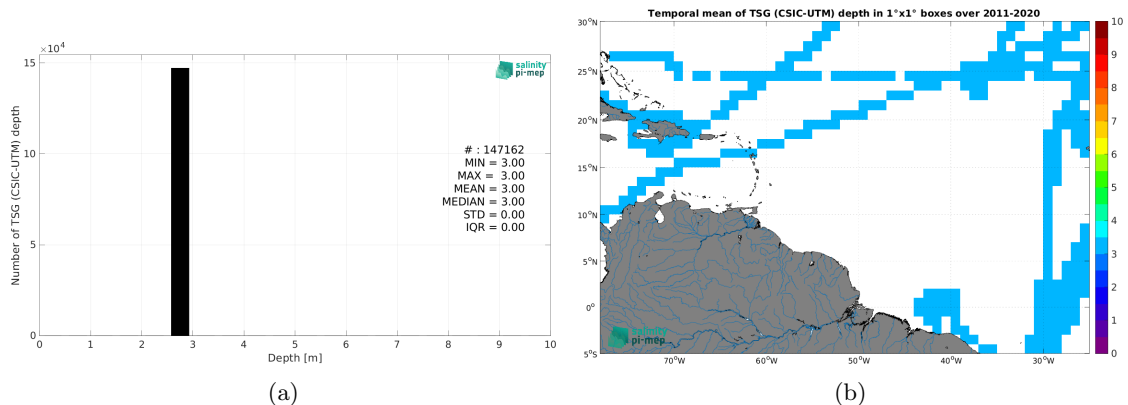 ×10⁴
15
10
5
0
Number of TSG (CSIC-UTM) depth
0 1 2 3 4 5 6 7 8 9 10
Depth [m]
salinity
pi-mep
# : 147162
MIN = 3.00
MAX = 3.00
MEAN = 3.00
MEDIAN = 3.00
STD = 0.00
IQR = 0.00
(a)
Temporal mean of TSG (CSIC-UTM) depth in 1°x1° boxes over 2011-2020
30°N
25°N
20°N
15°N
10°N
5°N
0°
5°S
70°W 60°W 50°W 40°W 30°W
salinity
pi-mep
10
9
8
7
6
5
4
3
2
1
0
(b)